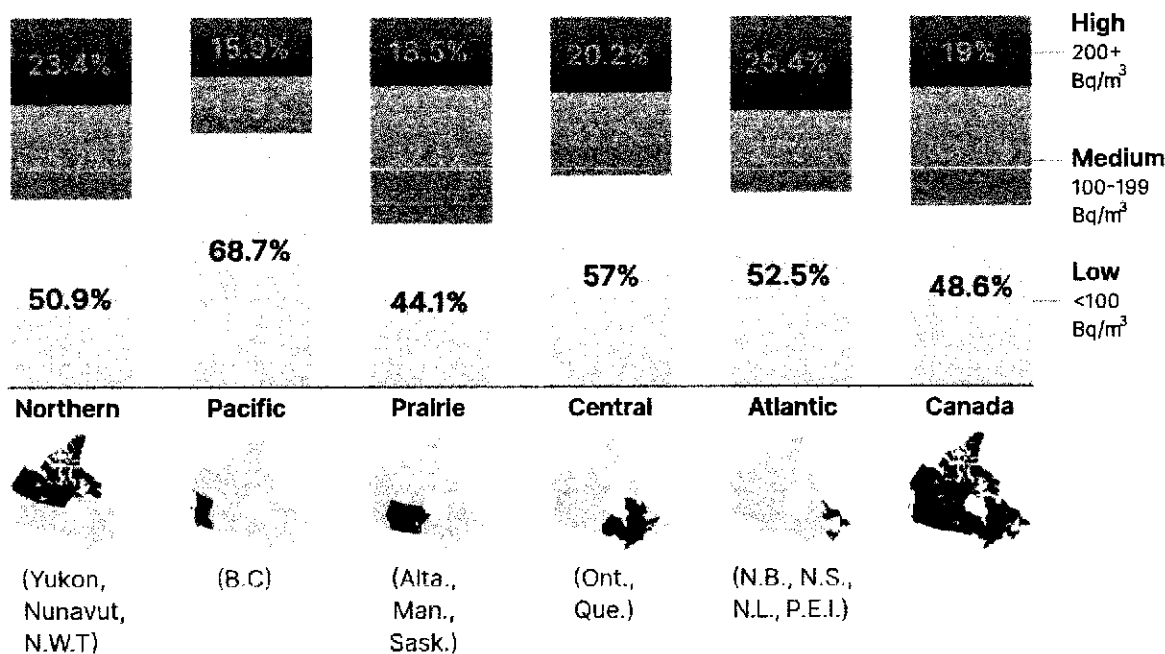 23.4%
15.9%
18.5%
20.2%
25.4%
19%
High
200+
Bq/m³
Medium
100-199
Bq/m³
50.9%
68.7%
44.1%
57%
52.5%
48.6%
Low
<100
Bq/m³
Northern
Pacific
Prairie
Central
Atlantic
Canada
(Yukon,
Nunavut,
N.W.T)
(B.C)
(Alta.,
Man.,
Sask.)
(Ont.,
Que.)
(N.B., N.S.,
N.L., P.E.I.)